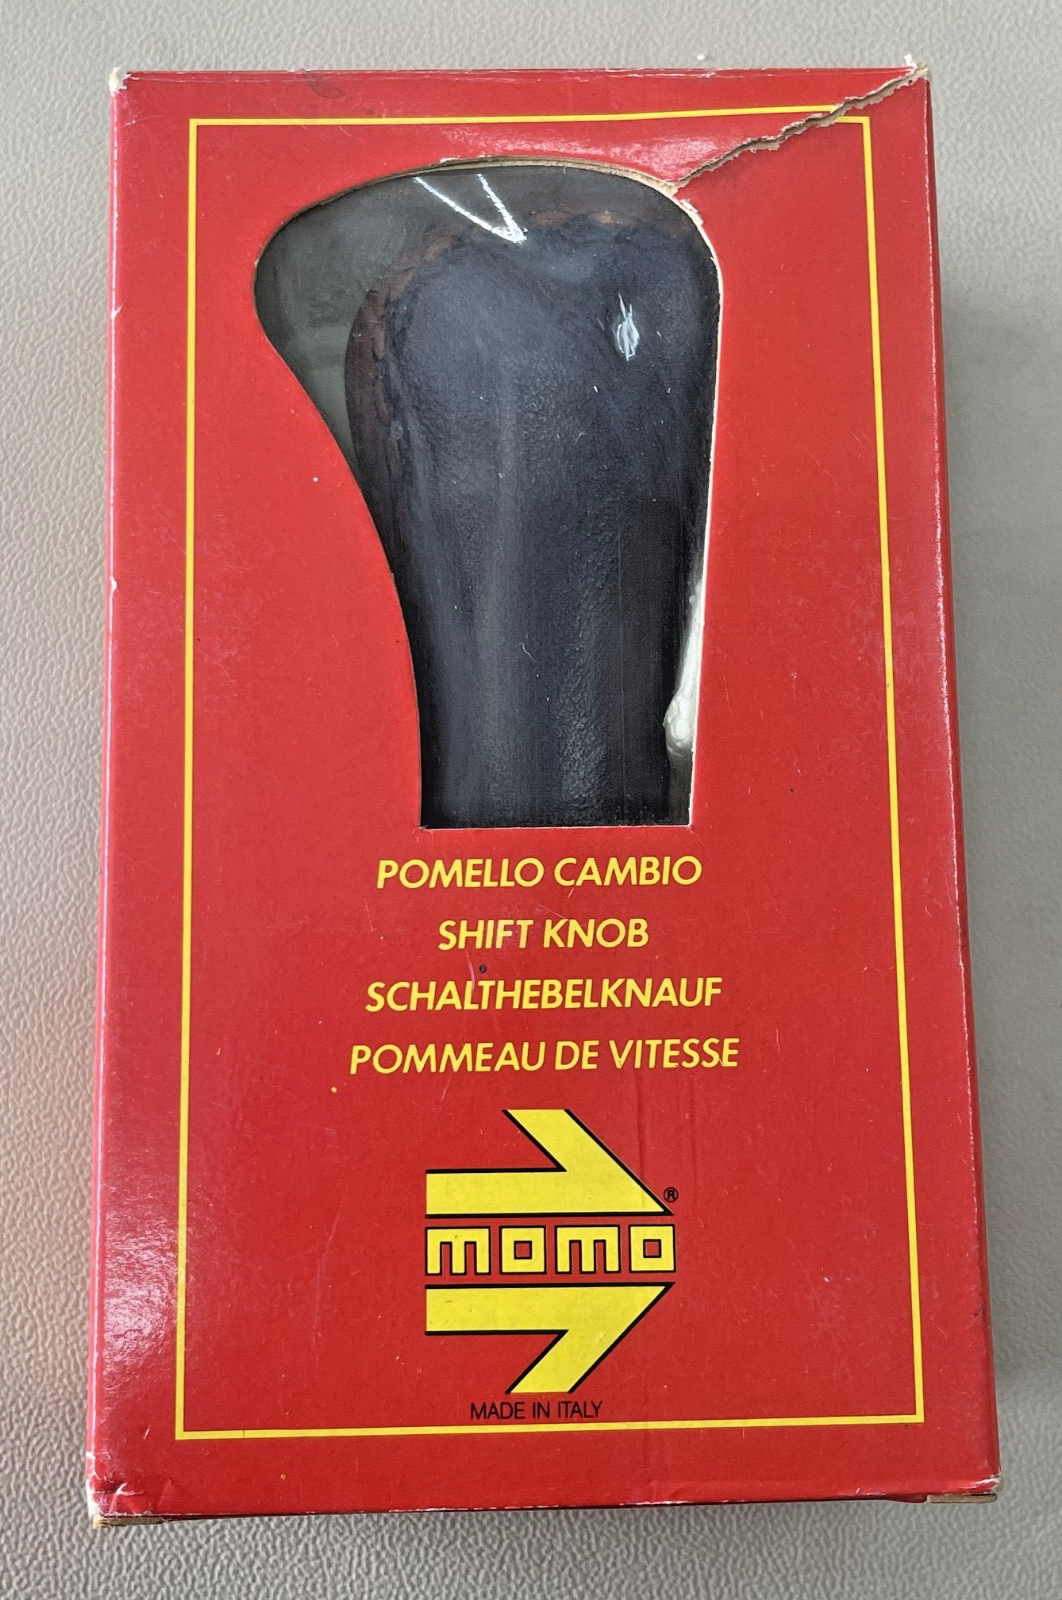 POMELLO CAMBIO
SHIFT KNOB
SCHALTHEBELKNAUF
POMMEAU DE VITESSE
®
momo
MADE IN ITALY